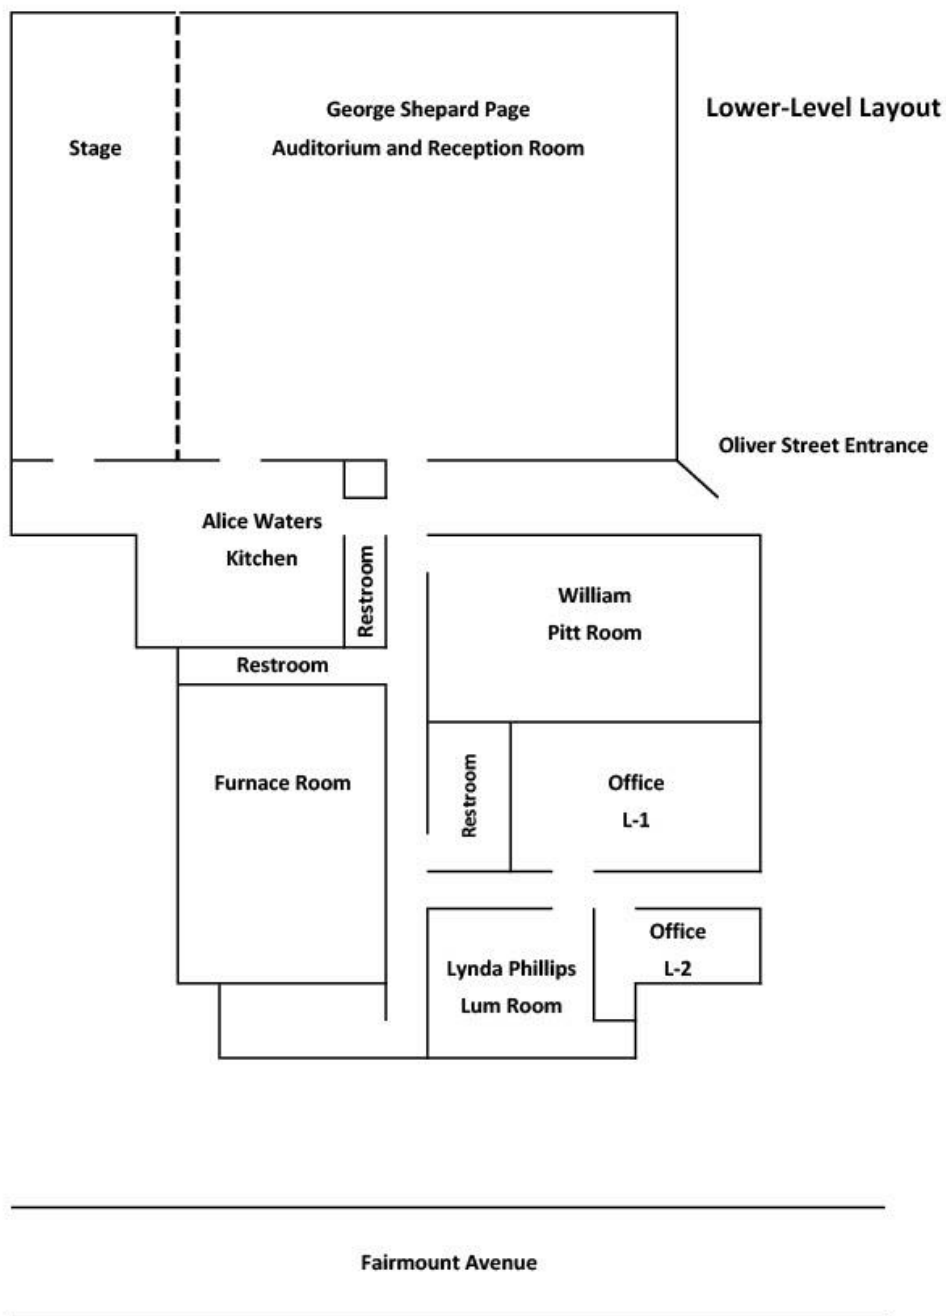 Lower-Level Layout
George Shepard Page
Auditorium and Reception Room
Stage
Oliver Street Entrance
Alice Waters
Kitchen
Restroom
William
Pitt Room
Restroom
Furnace Room
Restroom
Office
L-1
Office
L-2
Lynda Phillips
Lum Room
Fairmount Avenue